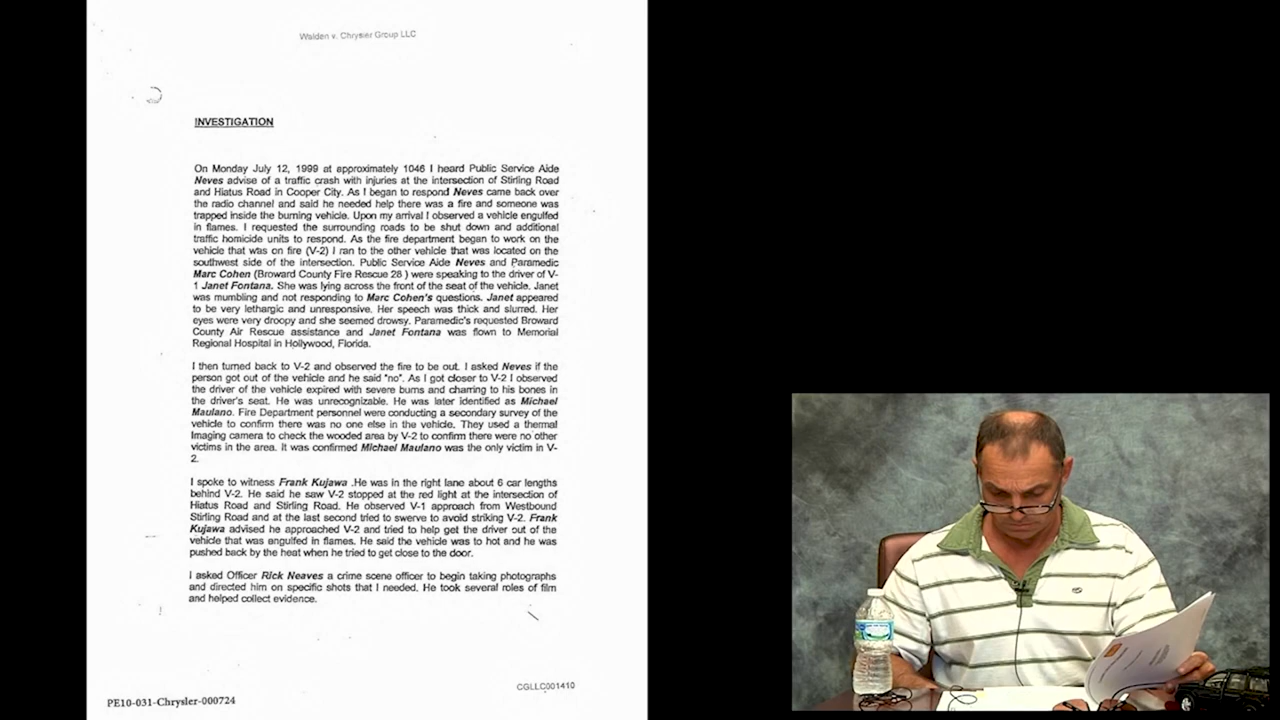 Walden v. Chrysler Group LLC
INVESTIGATION
On Monday July 12, 1999 at approximately 1046 I heard Public Service Aide
Neves advise of a traffic crash with injuries at the intersection of Stirling Road
and Hiatus Road in Cooper City. As I began to respond Neves came back over
the radio channel and said he needed help there was a fire and someone was
trapped inside the burning vehicle. Upon my arrival I observed a vehicle engulfed
in flames. I requested the surrounding roads to be shut down and additional
traffic homicide units to respond. As the fire department began to work on the
vehicle that was on fire (V-2) I ran to the other vehicle that was located on the
southwest side of the intersection. Public Service Aide Neves and Paramedic
Marc Cohen (Broward County Fire Rescue 28 ) were speaking to the driver of V-
1 Janet Fontana. She was lying across the front of the seat of the vehicle. Janet
was mumbling and not responding to Marc Cohen's questions. Janet appeared
to be very lethargic and unresponsive. Her speech was thick and slurred. Her
eyes were very droopy and she seemed drowsy. Paramedic's requested Broward
County Air Rescue assistance and Janet Fontana was flown to Memorial
Regional Hospital in Hollywood, Florida.
I then turned back to V-2 and observed the fire to be out. I asked Neves if the
person got out of the vehicle and he said "no". As I got closer to V-2 I observed
the driver of the vehicle expired with severe burns and charring to his bones in
the driver's seat. He was unrecognizable. He was later identified as Michael
Maulano. Fire Department personnel were conducting a secondary survey of the
vehicle to confirm there was no one else in the vehicle. They used a thermal
Imaging camera to check the wooded area by V-2 to confirm there were no other
victims in the area. It was confirmed Michael Maulano was the only victim in V-
2.
I spoke to witness Frank Kujawa .He was in the right lane about 6 car lengths
behind V-2. He said he saw V-2 stopped at the red light at the intersection of
Hiatus Road and Stirling Road. He observed V-1 approach from Westbound
Stirling Road and at the last second tried to swerve to avoid striking V-2. Frank
Kujawa advised he approached V-2 and tried to help get the driver out of the
vehicle that was engulfed in flames. He said the vehicle was to hot and he was
pushed back by the heat when he tried to get close to the door.
I asked Officer Rick Neaves a crime scene officer to begin taking photographs
and directed him on specific shots that I needed. He took several roles of film
and helped collect evidence.
CGLLC001410
PE10-031-Chrysler-000724